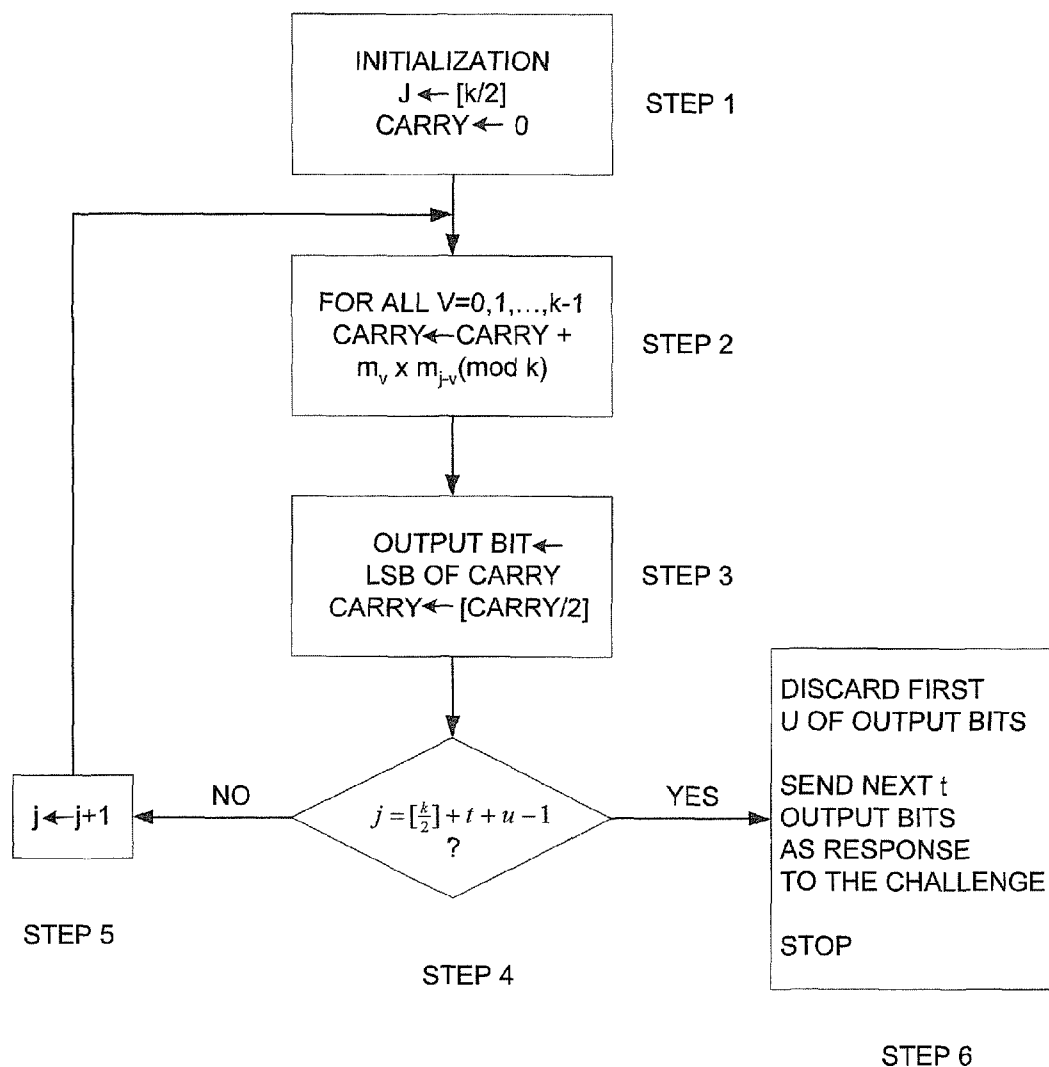 INITIALIZATION
J ← [k/2]
CARRY ← 0
STEP 1
FOR ALL V=0,1,...,k-1
CARRY←CARRY +
m_v x m_{j-v}(mod k)
STEP 2
OUTPUT BIT←
LSB OF CARRY
CARRY← [CARRY/2]
STEP 3
j = [k/2] + t + u - 1
?
NO
YES
STEP 4
j←j+1
STEP 5
DISCARD FIRST
U OF OUTPUT BITS
SEND NEXT t
OUTPUT BITS
AS RESPONSE
TO THE CHALLENGE
STOP
STEP 6